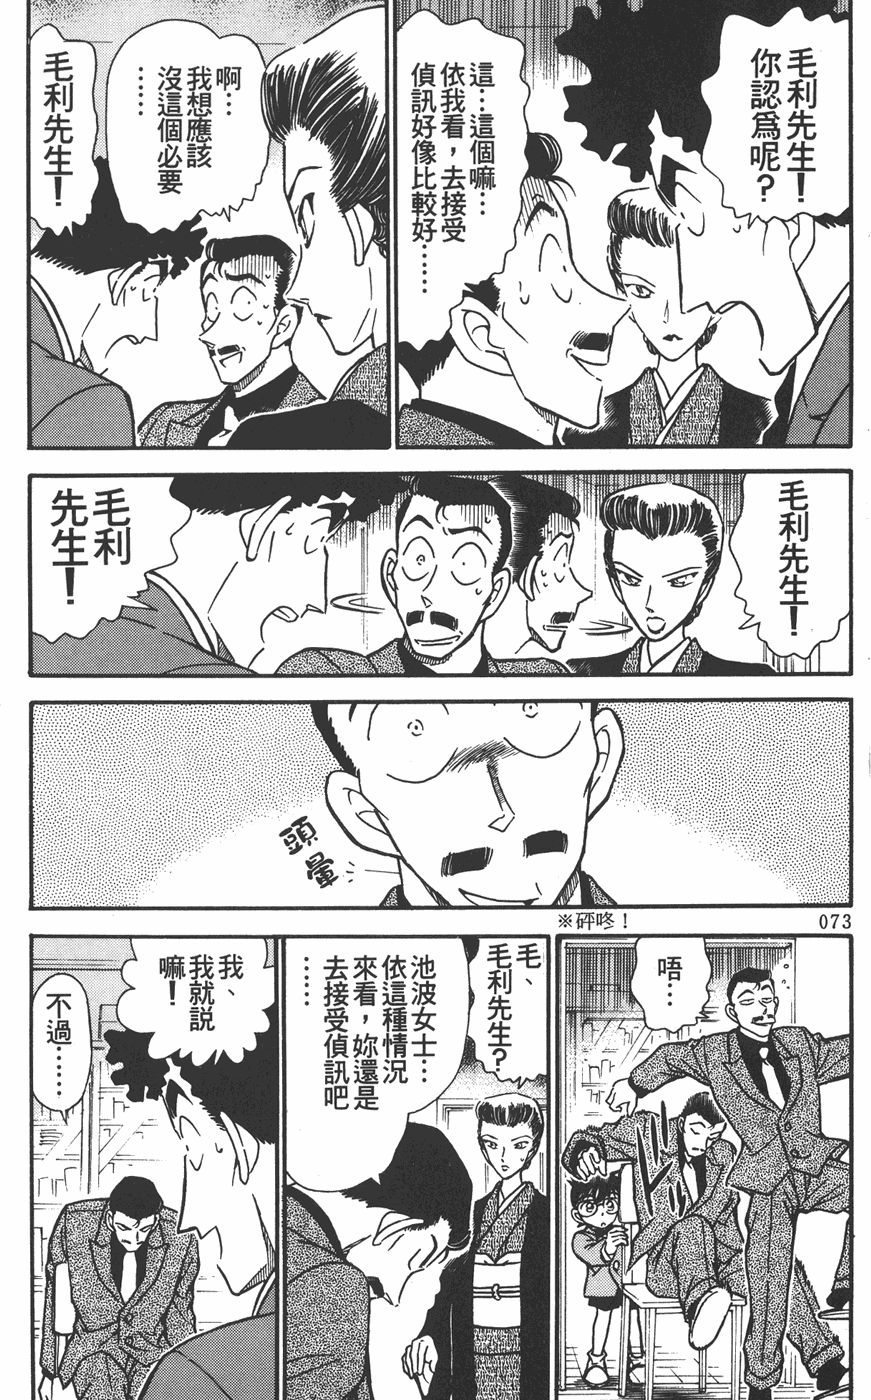 毛利先生！
你認爲呢？
這…這個嘛…
依我看，去接受
偵訊好像比較好……
啊…
我想應該
沒這個必要
……
毛利先生！
毛利先生！
毛利
先生！
頭
暈
※砰咚！
073
唔…
毛、
毛利先生？
池波女士…
依這種情況
來看，妳還是
去接受偵訊吧
……
我、
我就說
嘛！
不過……